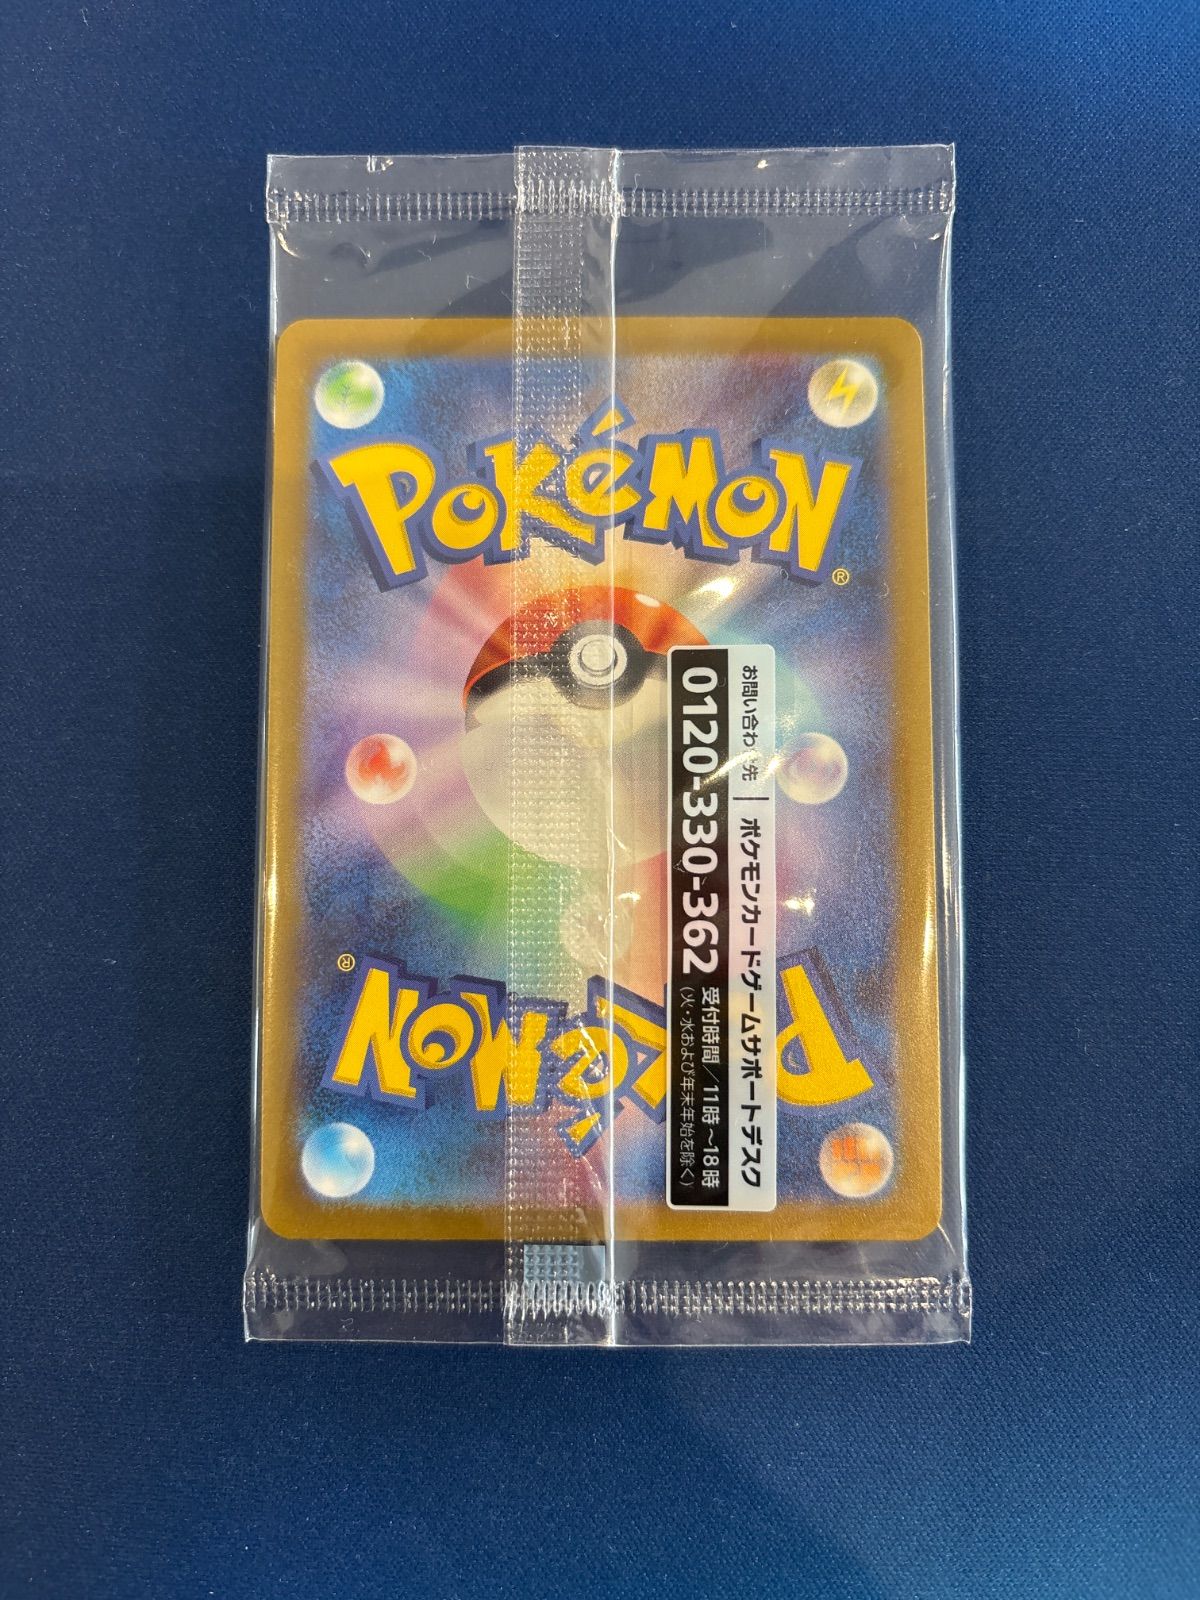 POKéMON
®
お問い合わせ先 | ポケモンカードゲームサポートデスク
0120-330-362 受付時間／11時～18時
(火・水および年末年始を除く)
POKéMON
®